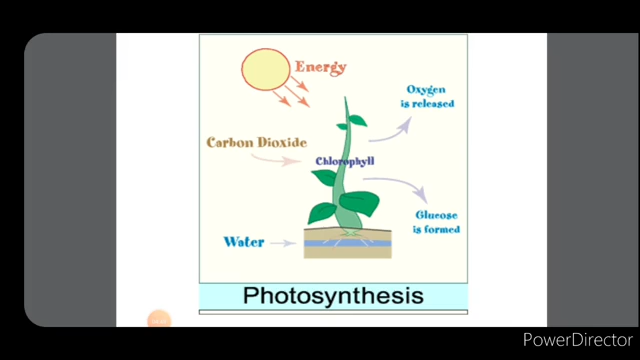 Energy
Oxygen
is released
Carbon Dioxide
Chlorophyll
Glucose
is formed
Water
Photosynthesis
PowerDirector